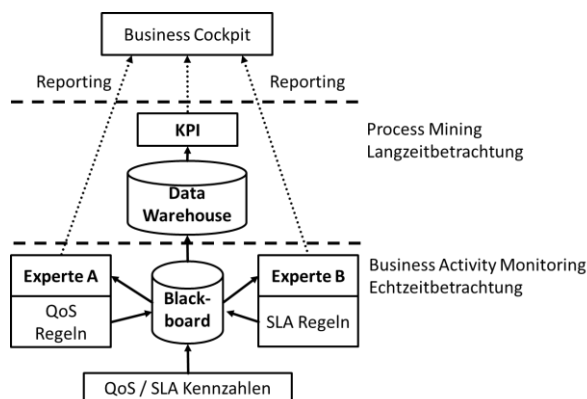 Business Cockpit
Reporting
Reporting
KPI
Process Mining
Langzeitbetrachtung
Data
Warehouse
Experte A
QoS
Regeln
Black-
board
Experte B
SLA Regeln
Business Activity Monitoring
Echtzeitbetrachtung
QoS / SLA Kennzahlen